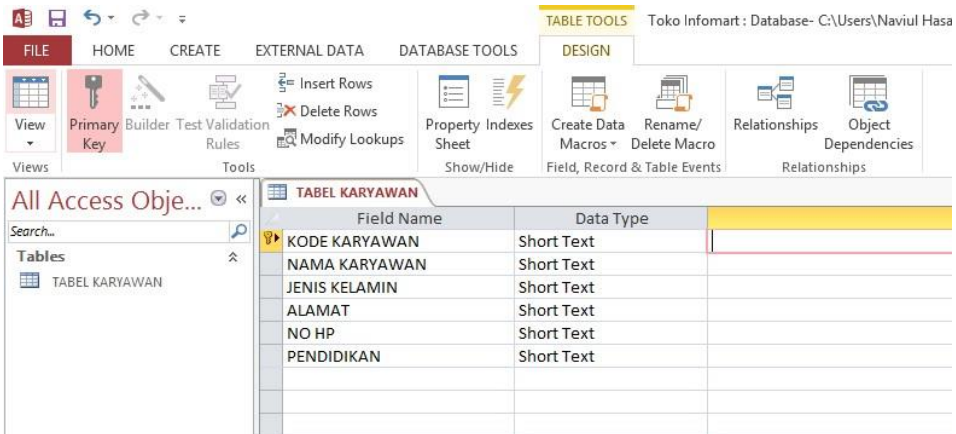 TABLE TOOLS Toko Infomart : Database- C:\Users\Naviul Hasa
FILE HOME CREATE EXTERNAL DATA DATABASE TOOLS DESIGN
View
Primary Key
Builder
Test Validation Rules
Insert Rows
Delete Rows
Modify Lookups
Property Sheet
Indexes
Create Data Macros
Rename/ Delete Macro
Relationships
Object Dependencies
Views Tools Show/Hide Field, Record & Table Events Relationships
All Access Obje... «
Search...
Tables
TABEL KARYAWAN
TABEL KARYAWAN
Field Name Data Type
KODE KARYAWAN Short Text
NAMA KARYAWAN Short Text
JENIS KELAMIN Short Text
ALAMAT Short Text
NO HP Short Text
PENDIDIKAN Short Text